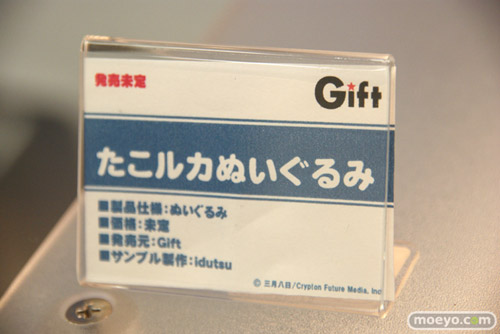 発売未定
Gift
たこルカぬいぐるみ
■製品仕様:ぬいぐるみ
■価格:未定
■発売元:Gift
■サンプル製作:idutsu
© 三月八日/Crypton Future Media, Inc
moeyo.com